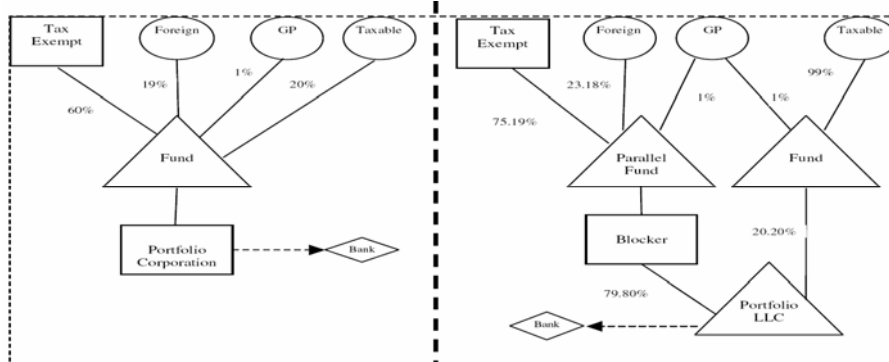 Tax
Exempt
Foreign
GP
Taxable
60%
19%
1%
20%
Fund
Portfolio
Corporation
Bank
Tax
Exempt
Foreign
GP
Taxable
75.19%
23.18%
1%
1%
99%
Parallel
Fund
Fund
Blocker
20.20%
79.80%
Portfolio
LLC
Bank